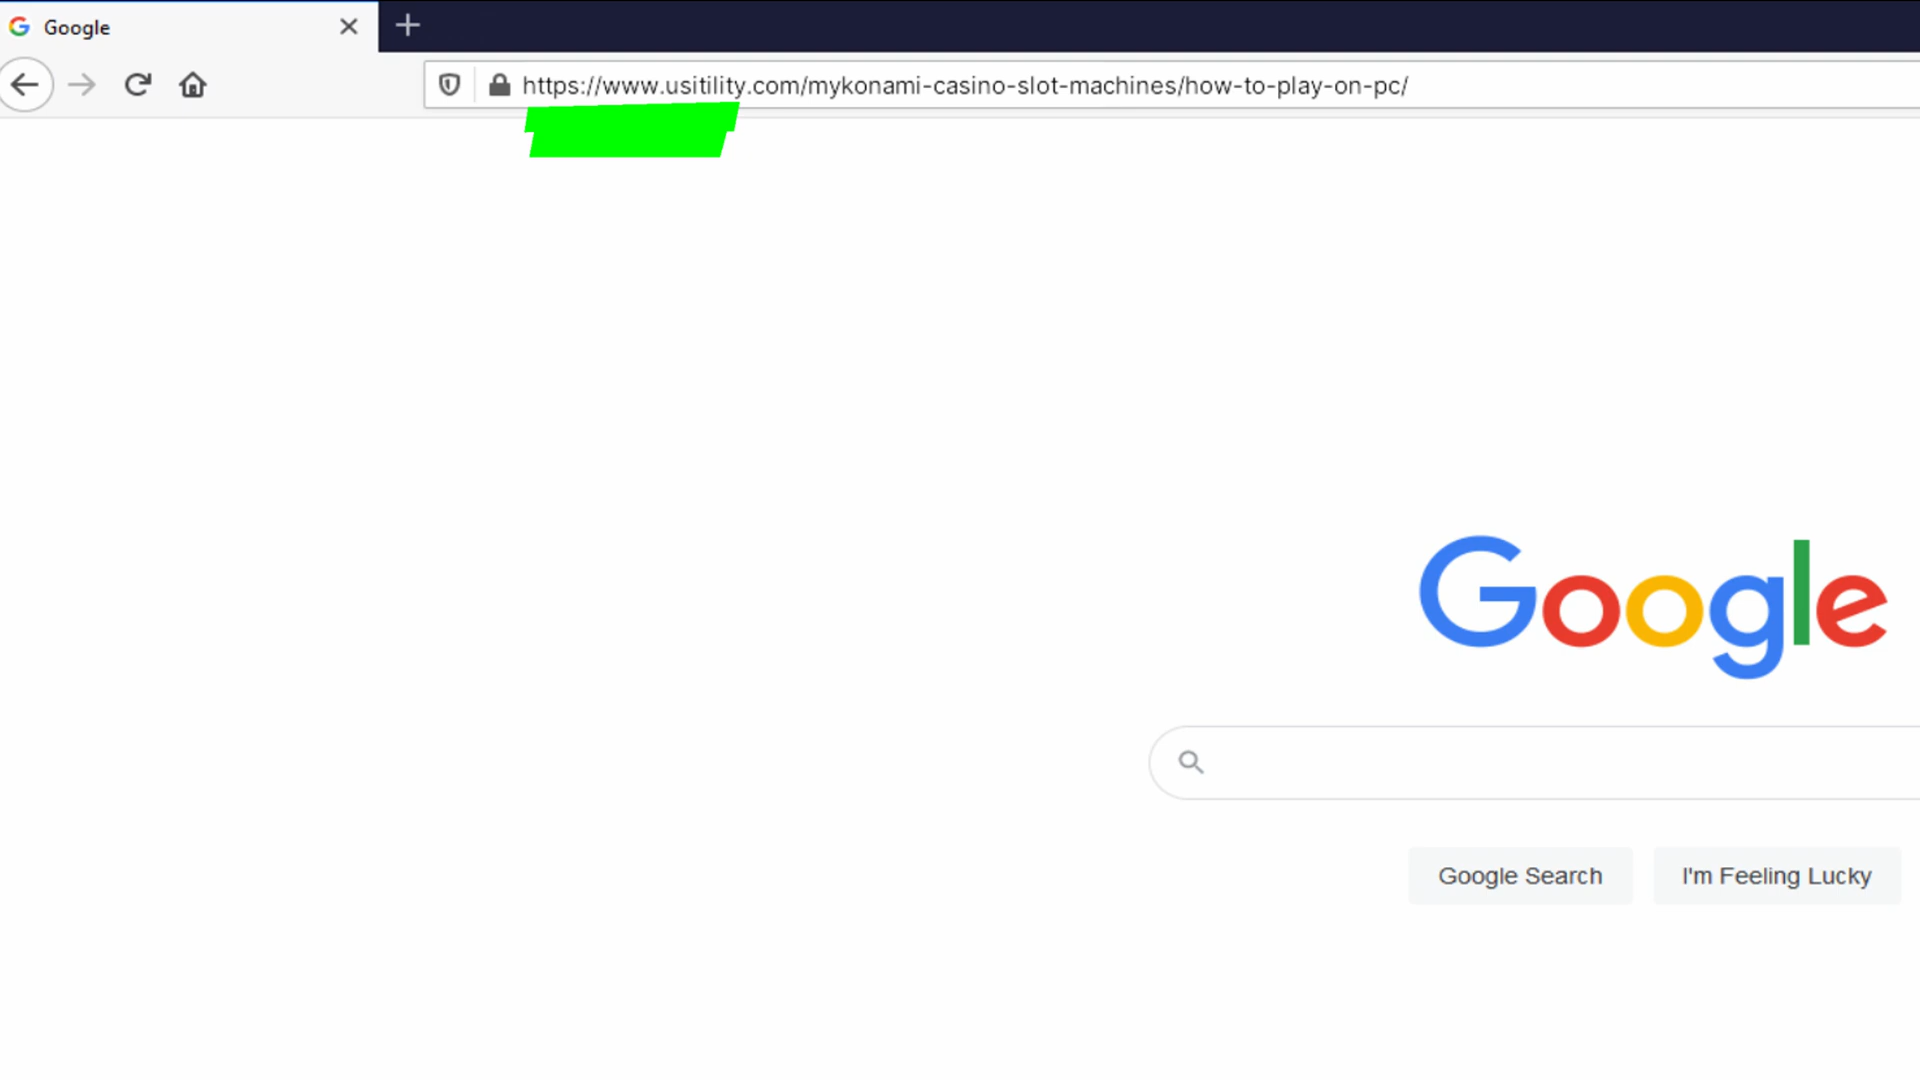 Google
https://www.usitility.com/mykonami-casino-slot-machines/how-to-play-on-pc/
Google
Google Search
I'm Feeling Lucky